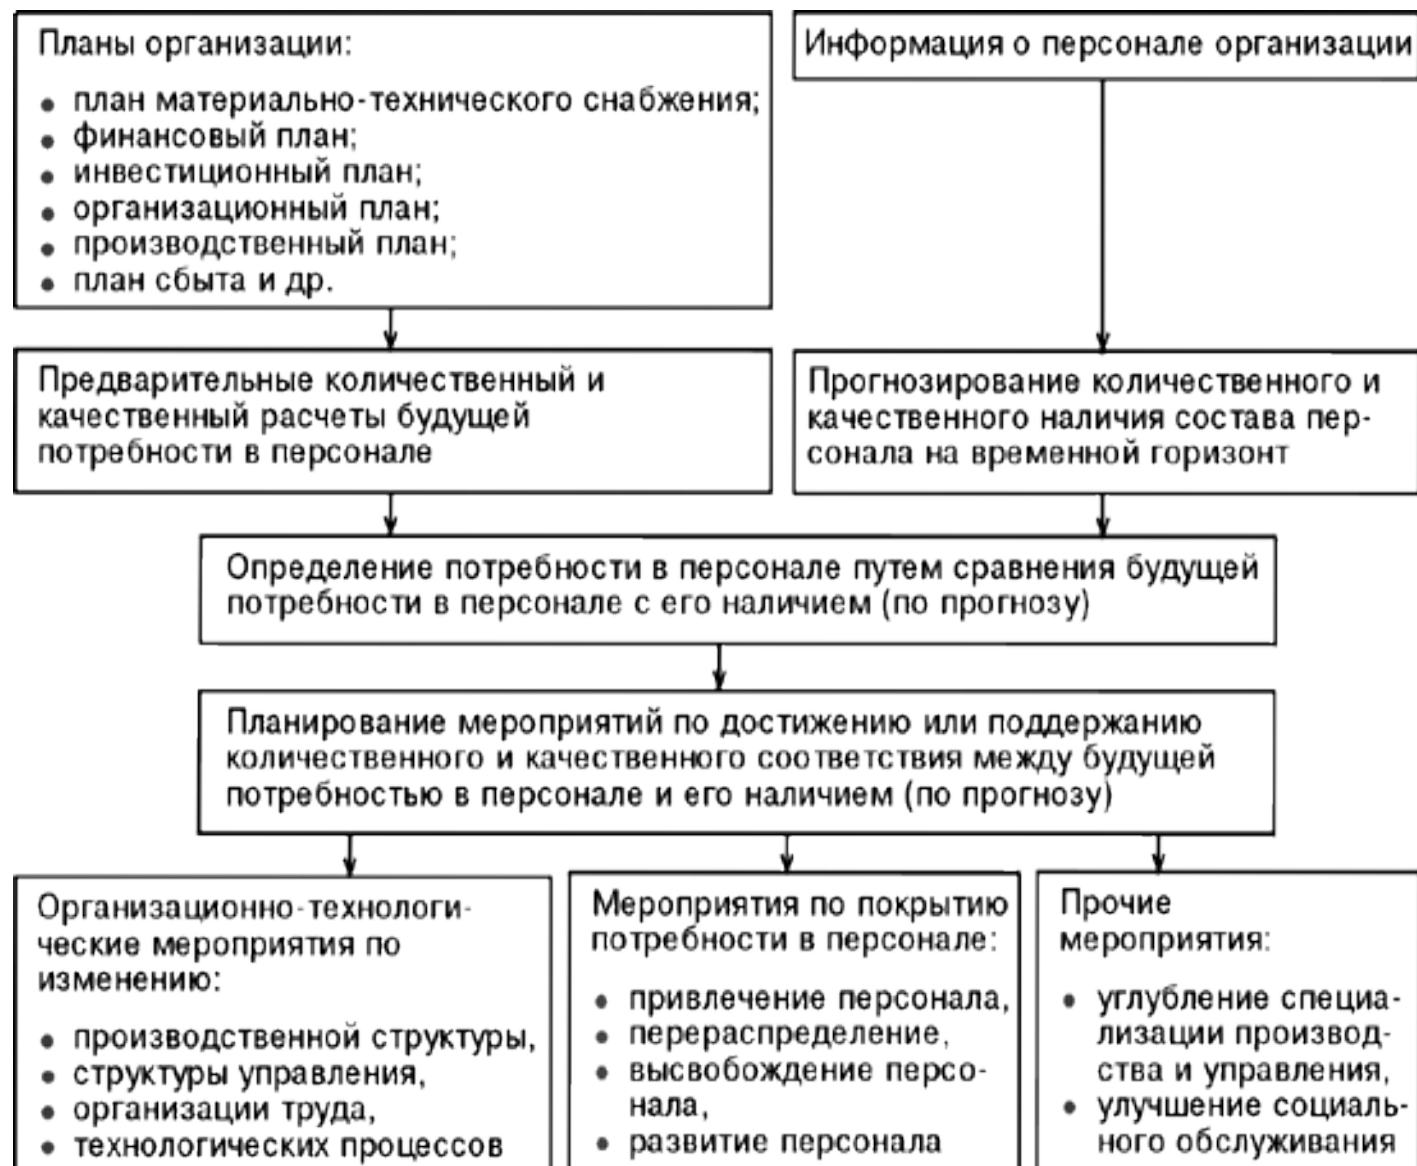 Планы организации:
• план материально-технического снабжения;
• финансовый план;
• инвестиционный план;
• организационный план;
• производственный план;
• план сбыта и др.
Информация о персонале организации
Предварительные количественный и
качественный расчеты будущей
потребности в персонале
Прогнозирование количественного и
качественного наличия состава пер-
сонала на временной горизонт
Определение потребности в персонале путем сравнения будущей
потребности в персонале с его наличием (по прогнозу)
Планирование мероприятий по достижению или поддержанию
количественного и качественного соответствия между будущей
потребностью в персонале и его наличием (по прогнозу)
Организационно-технологи-
ческие мероприятия по
изменению:
• производственной структуры,
• структуры управления,
• организации труда,
• технологических процессов
Мероприятия по покрытию
потребности в персонале:
• привлечение персонала,
• перераспределение,
• высвобождение персо-
нала,
• развитие персонала
Прочие
мероприятия:
• углубление специа-
лизации производ-
ства и управления,
• улучшение социаль-
ного обслуживания